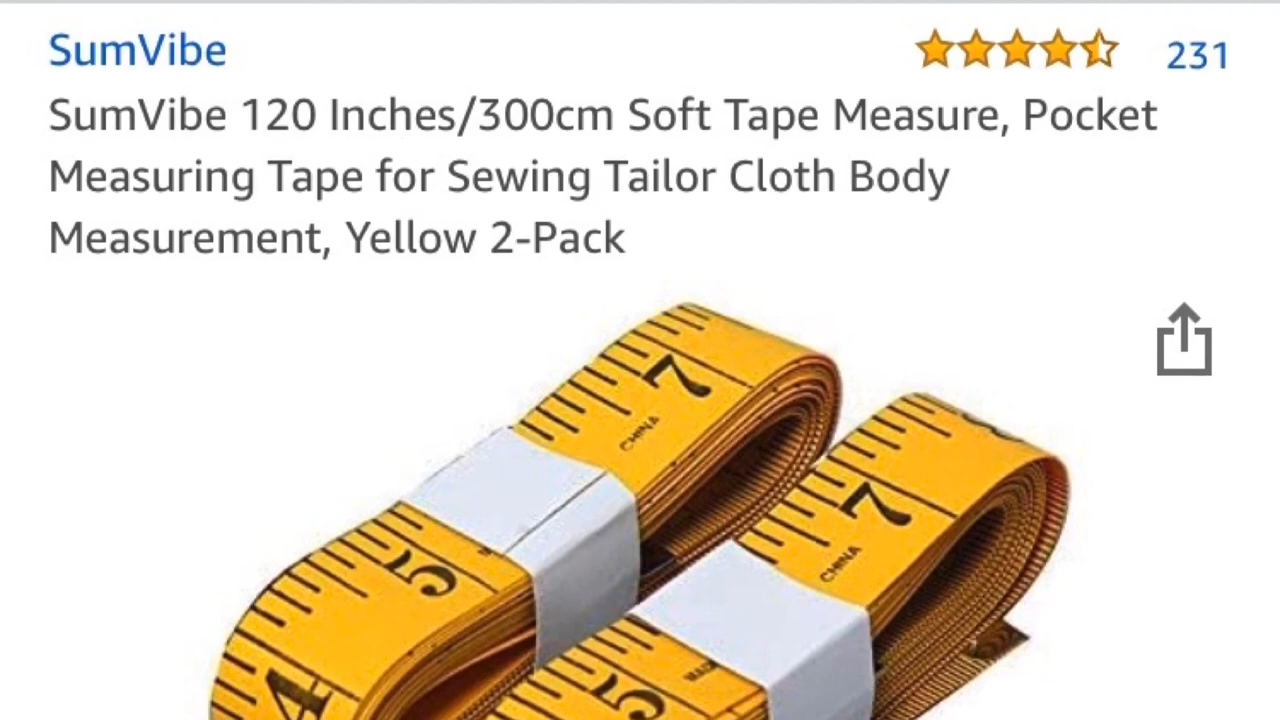 SumVibe 231
SumVibe 120 Inches/300cm Soft Tape Measure, Pocket
Measuring Tape for Sewing Tailor Cloth Body
Measurement, Yellow 2-Pack
7
CHINA
7
5
CHINA
4
5